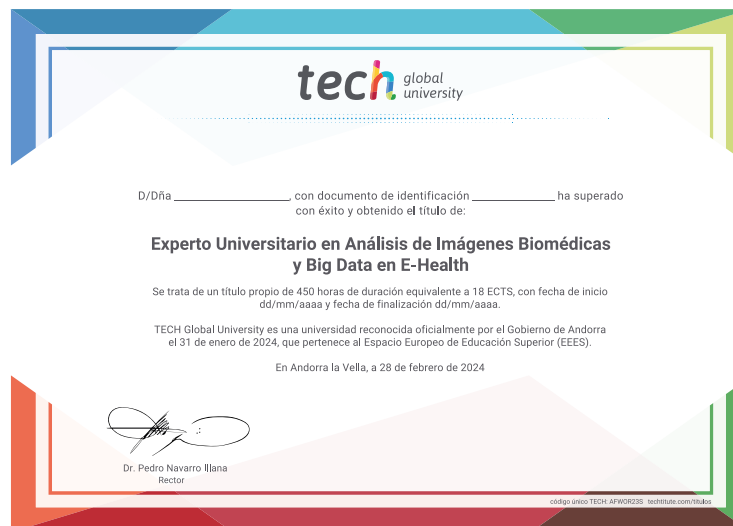 tech global university
D/Dña ____________________, con documento de identificación ______________ ha superado
con éxito y obtenido el título de:
Experto Universitario en Análisis de Imágenes Biomédicas
y Big Data en E-Health
Se trata de un título propio de 450 horas de duración equivalente a 18 ECTS, con fecha de inicio
dd/mm/aaaa y fecha de finalización dd/mm/aaaa.
TECH Global University es una universidad reconocida oficialmente por el Gobierno de Andorra
el 31 de enero de 2024, que pertenece al Espacio Europeo de Educación Superior (EEES).
En Andorra la Vella, a 28 de febrero de 2024
Dr. Pedro Navarro Illana
Rector
código único TECH: AFWOR23S techtitute.com/titulos